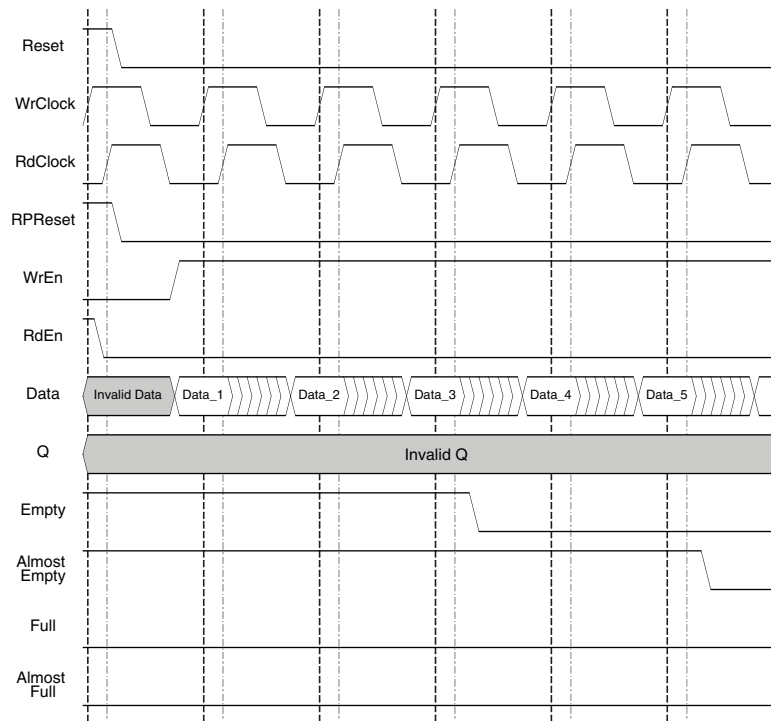 Reset
WrClock
RdClock
RPReset
WrEn
RdEn
Data
Invalid Data
Data_1
Data_2
Data_3
Data_4
Data_5
Q
Invalid Q
Empty
Almost
Empty
Full
Almost
Full